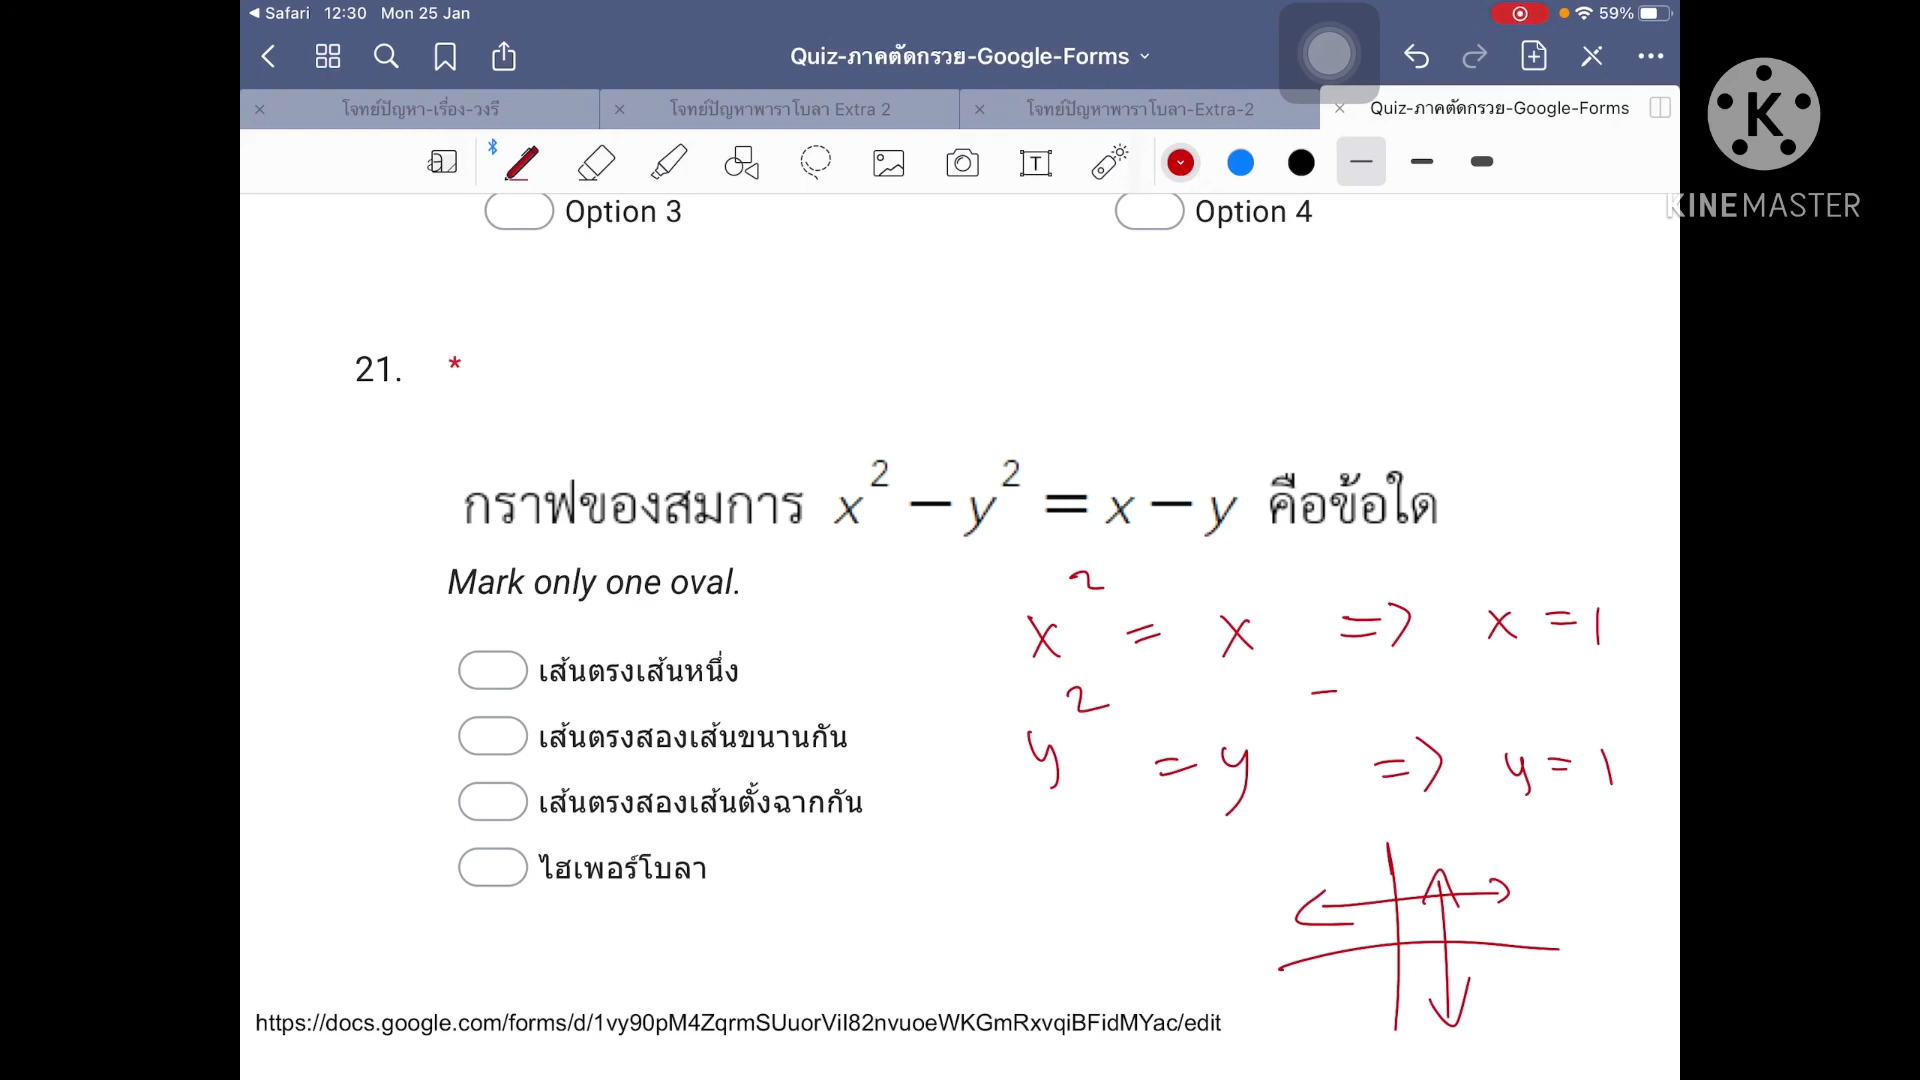 Safari 12:30 Mon 25 Jan 59%
Quiz-ภาคตัดกรวย-Google-Forms
โจทย์ปัญหา-เรื่อง-วงรี โจทย์ปัญหาพาราโบลา Extra 2 โจทย์ปัญหาพาราโบลา-Extra-2 Quiz-ภาคตัดกรวย-Google-Forms
K
KINEMASTER
T
Option 3 Option 4
21. *
กราฟของสมการ x² − y² = x − y คือข้อใด
Mark only one oval.
x² = x => x = 1
เส้นตรงเส้นหนึ่ง
y² = y => y = 1
เส้นตรงสองเส้นขนานกัน
เส้นตรงสองเส้นตั้งฉากกัน
ไฮเพอร์โบลา
https://docs.google.com/forms/d/1vy90pM4ZqrmSUuorViI82nvuoeWKGmRxvqiBFidMYac/edit